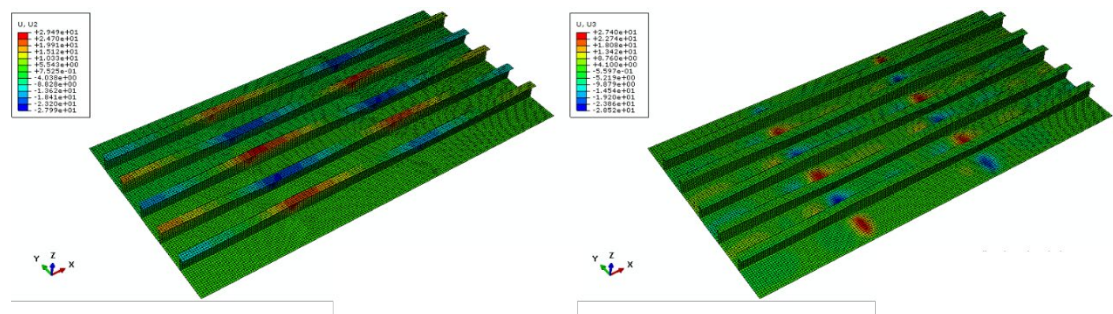 U, U2
+2.949e+01
+2.470e+01
+1.991e+01
+1.512e+01
+1.033e+01
+5.543e+00
+7.525e-01
-4.038e+00
-8.828e+00
-1.362e+01
-1.841e+01
-2.320e+01
-2.799e+01
Y Z X
U, U3
+2.740e+01
+2.274e+01
+1.808e+01
+1.342e+01
+8.760e+00
+4.100e+00
-5.597e-01
-5.219e+00
-9.879e+00
-1.454e+01
-1.920e+01
-2.386e+01
-2.852e+01
Y Z X